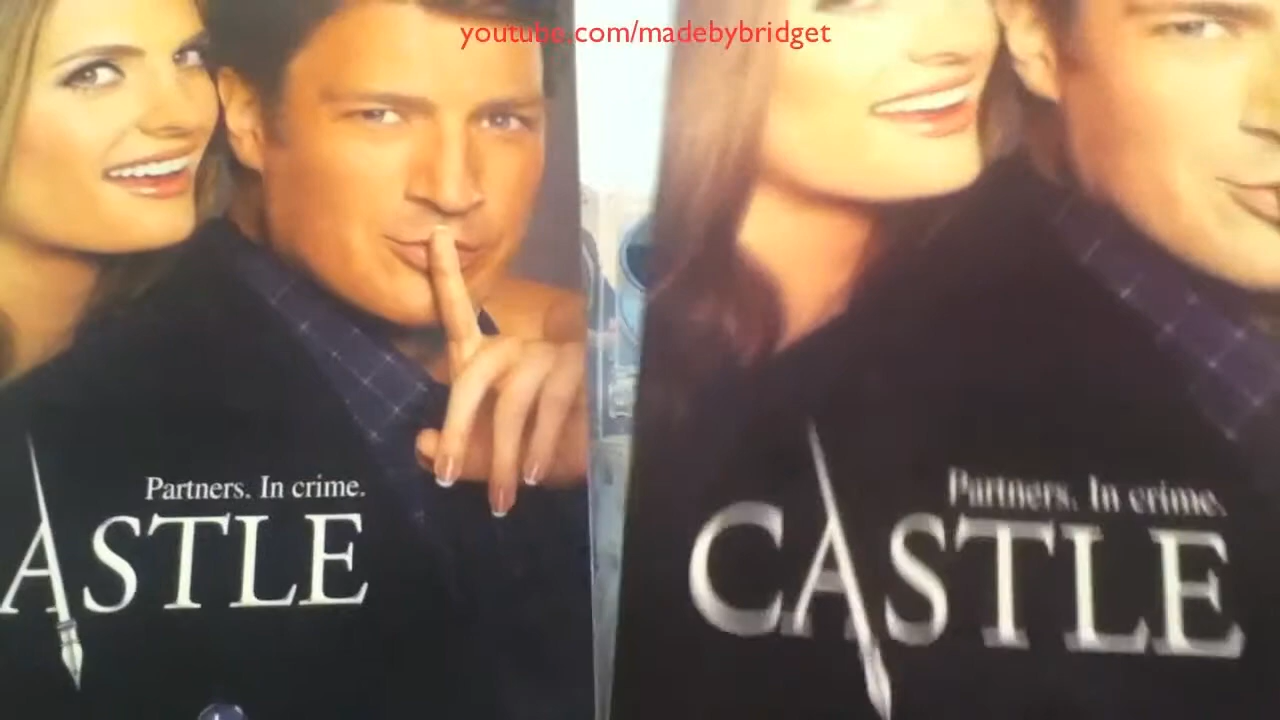 youtube.com/madebybridget
Partners. In crime.
ASTLE
Partners. In crime.
CASTLE